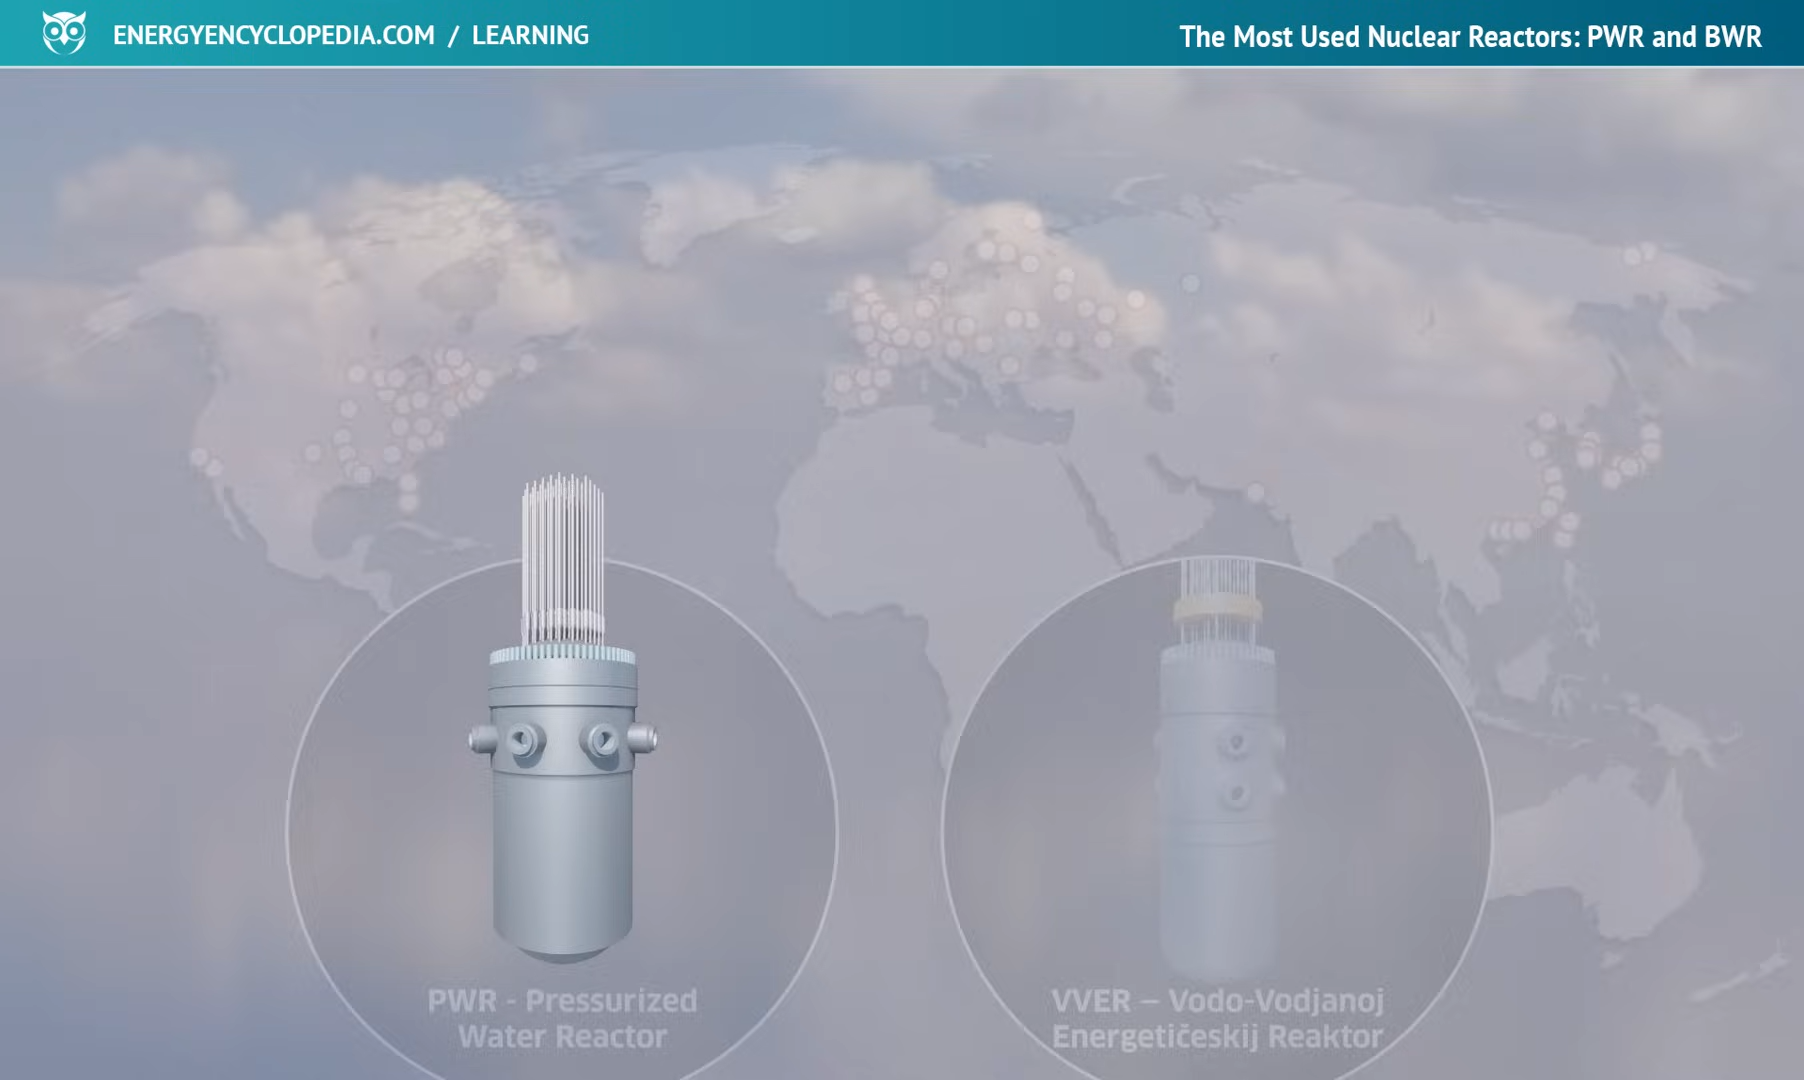 ENERGYENCYCLOPEDIA.COM / LEARNING
The Most Used Nuclear Reactors: PWR and BWR
PWR - Pressurized
Water Reactor
VVER – Vodo-Vodjanoj
Energetičeskij Reaktor